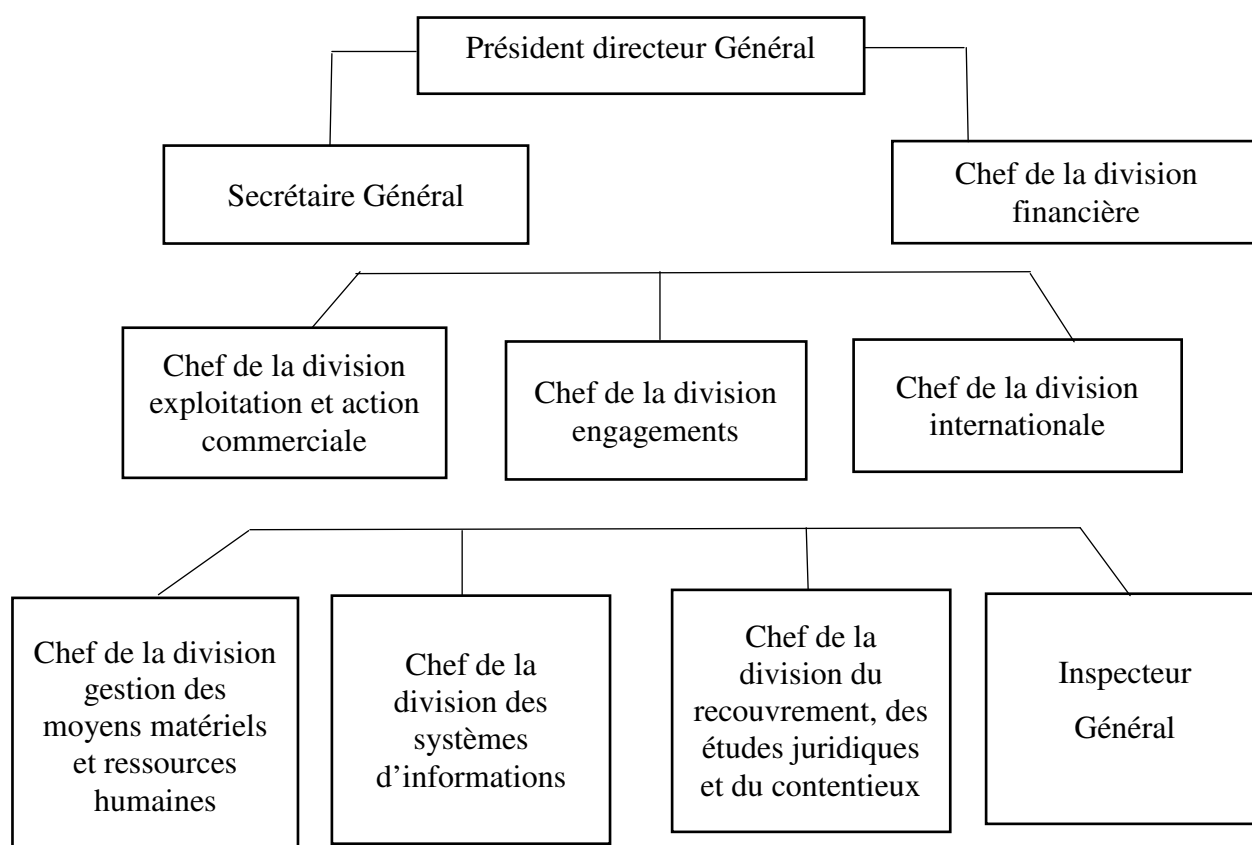 Président directeur Général
Secrétaire Général
Chef de la division
financière
Chef de la division
exploitation et action
commerciale
Chef de la division
engagements
Chef de la division
internationale
Chef de la division
gestion des
moyens matériels
et ressources
humaines
Chef de la
division des
systèmes
d’informations
Chef de la
division du
recouvrement, des
études juridiques
et du contentieux
Inspecteur
Général